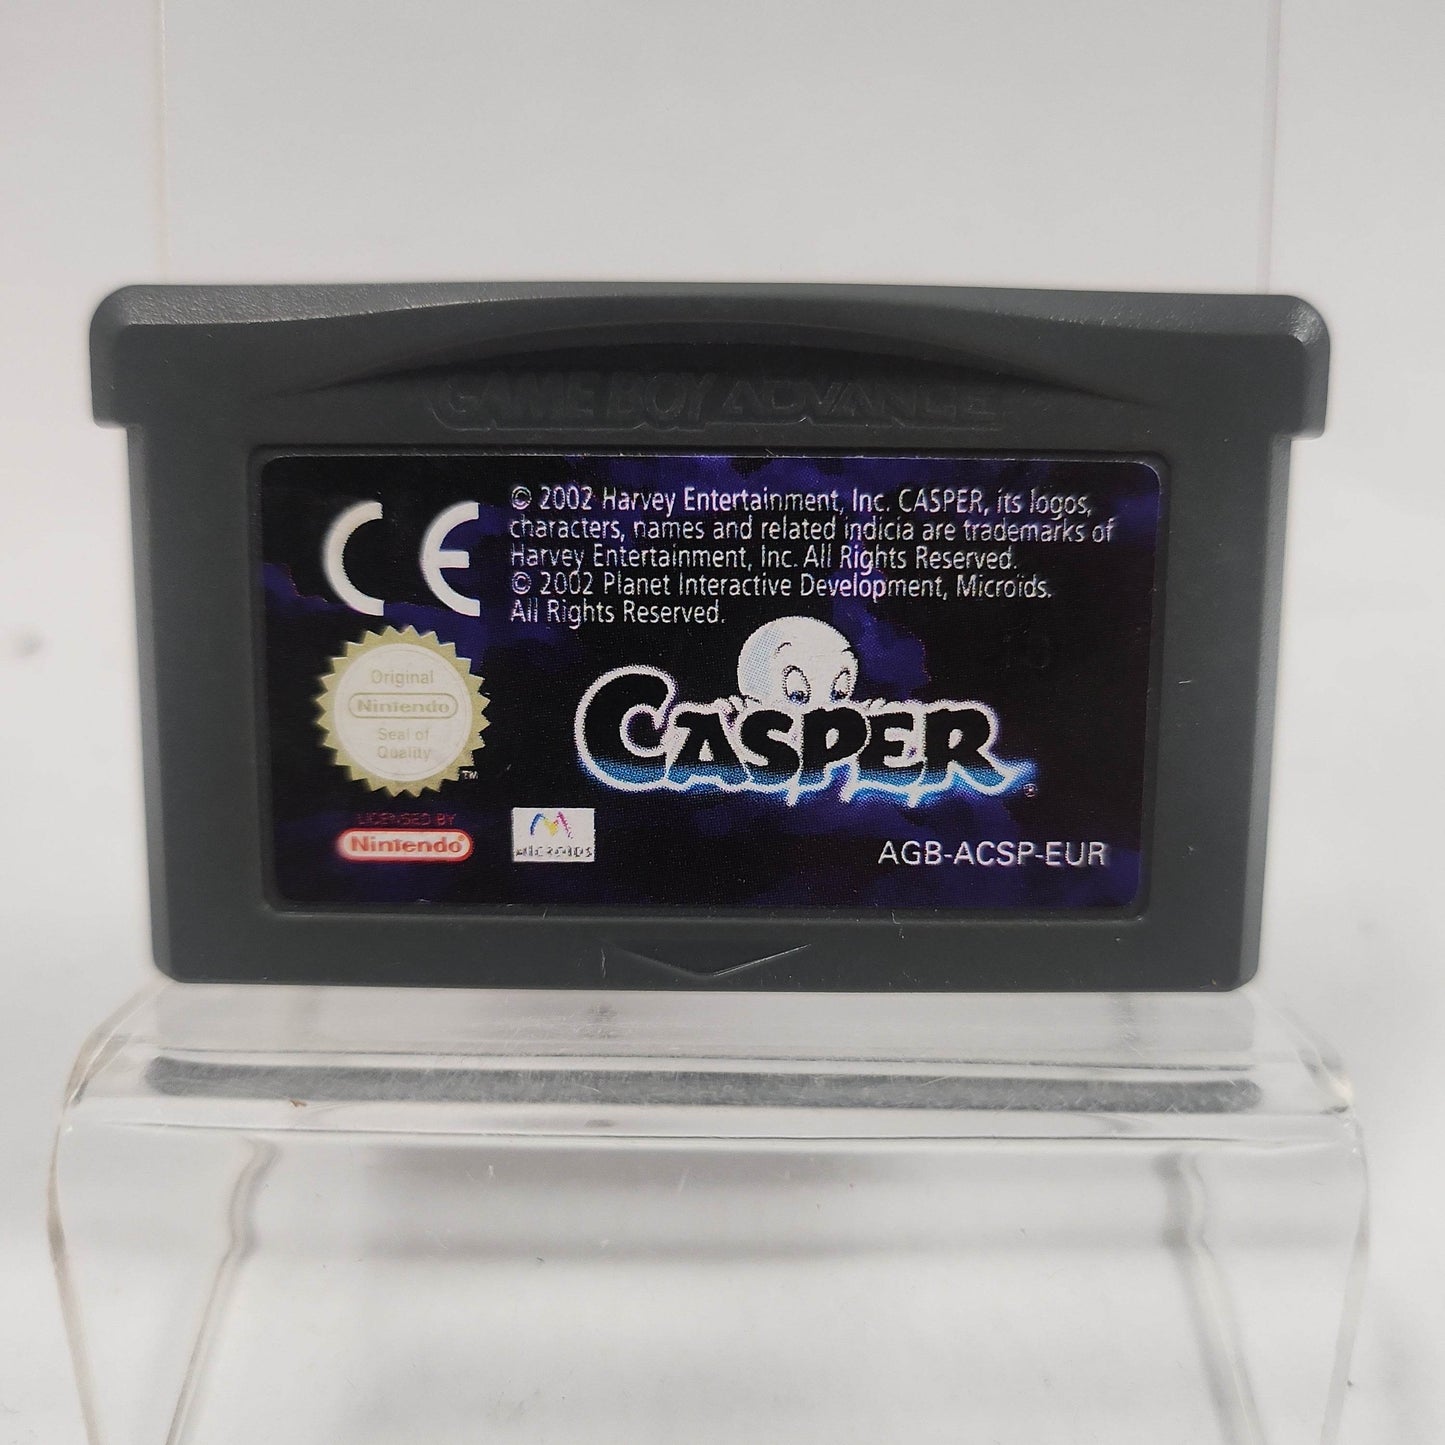 GAME BOY ADVANCE
CE
© 2002 Harvey Entertainment, Inc. CASPER, its logos,
characters, names and related indicia are trademarks of
Harvey Entertainment, Inc. All Rights Reserved.
© 2002 Planet Interactive Development, Microids.
All Rights Reserved.
Original
Nintendo
Seal of
Quality
TM
CASPER®
LICENSED BY
Nintendo®
MICROIDS
AGB-ACSP-EUR